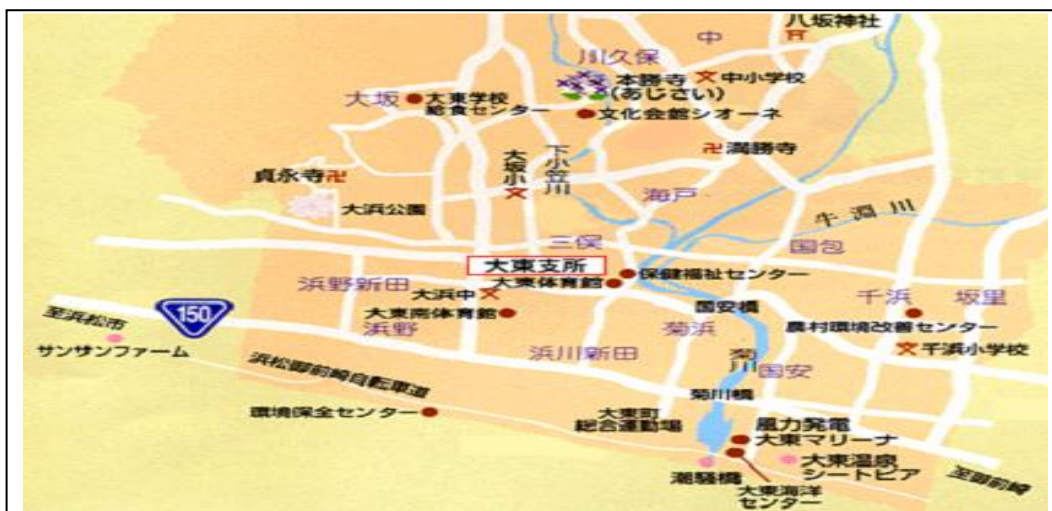 八坂神社
中
川久保
本勝寺
(あじさい)
中小学校
大坂
大東学校
給食センター
文化会館シオーネ
下小笠川
大坂小
満勝寺
貞永寺
大浜公園
海戸
牛淵川
三俣
国包
大東支所
保健福祉センター
大東体育館
浜野新田
大浜中
国安橋
千浜
坂里
150
至浜松市
大東南体育館
農村環境改善センター
サンサンファーム
浜野
浜川新田
菊浜
菊川
国安
千浜小学校
浜松御前崎自転車道
菊川橋
環境保全センター
大東町
総合運動場
風力発電
大東マリーナ
大東温泉
シートピア
潮騒橋
大東海洋
センター
至御前崎